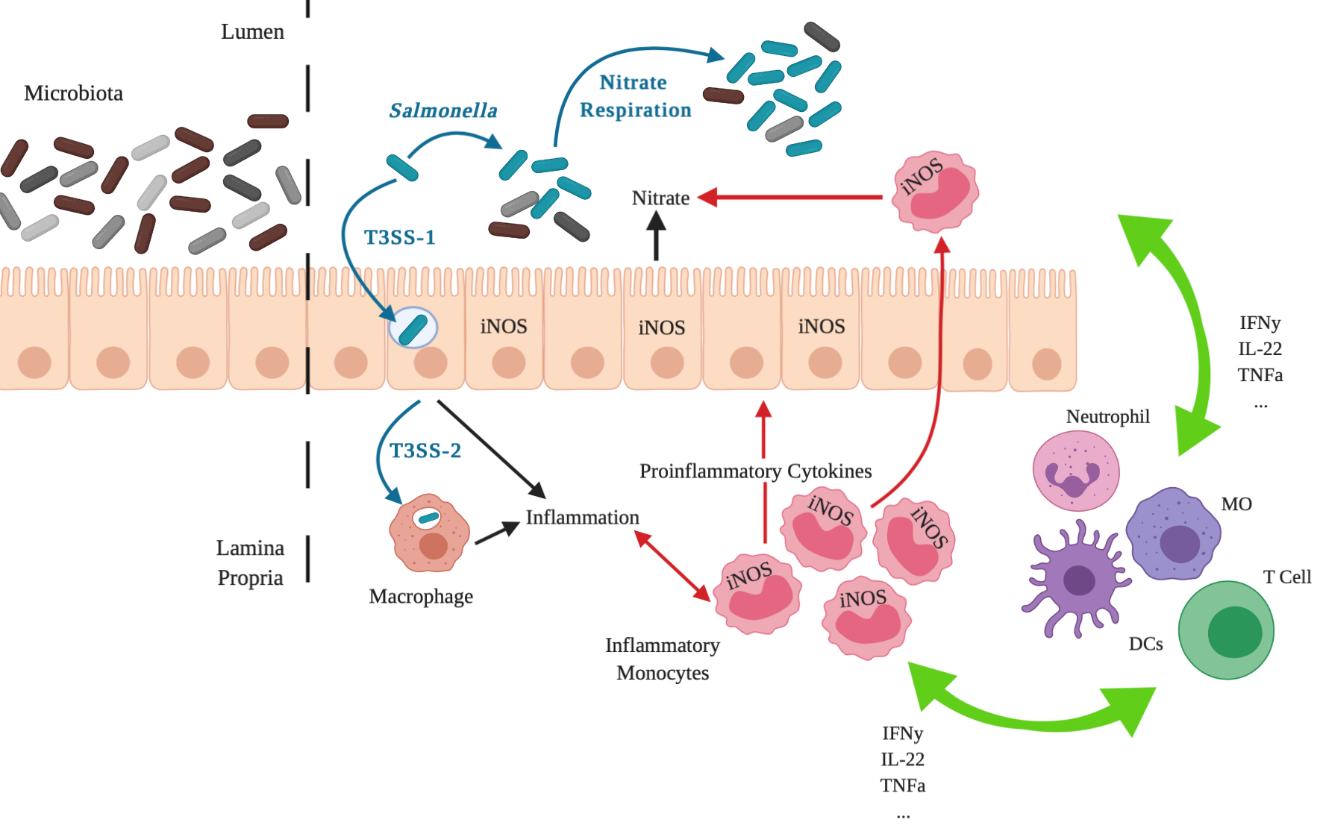 Lumen
Microbiota
Salmonella
Nitrate
Respiration
T3SS-1
Nitrate
iNOS
iNOS
iNOS
iNOS
IFNy
IL-22
TNFa
...
T3SS-2
Proinflammatory Cytokines
Neutrophil
MO
T Cell
DCs
Inflammation
Lamina
Propria
Macrophage
iNOS
iNOS
iNOS
iNOS
Inflammatory
Monocytes
IFNy
IL-22
TNFa
...